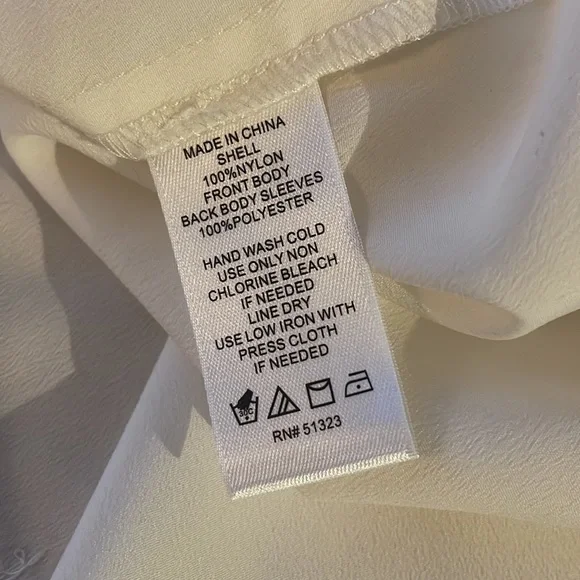 MADE IN CHINA
SHELL
100%NYLON
FRONT BODY
BACK BODY SLEEVES
100%POLYESTER
HAND WASH COLD
USE ONLY NON
CHLORINE BLEACH
IF NEEDED
LINE DRY
USE LOW IRON WITH
PRESS CLOTH
IF NEEDED
30C
RN# 51323